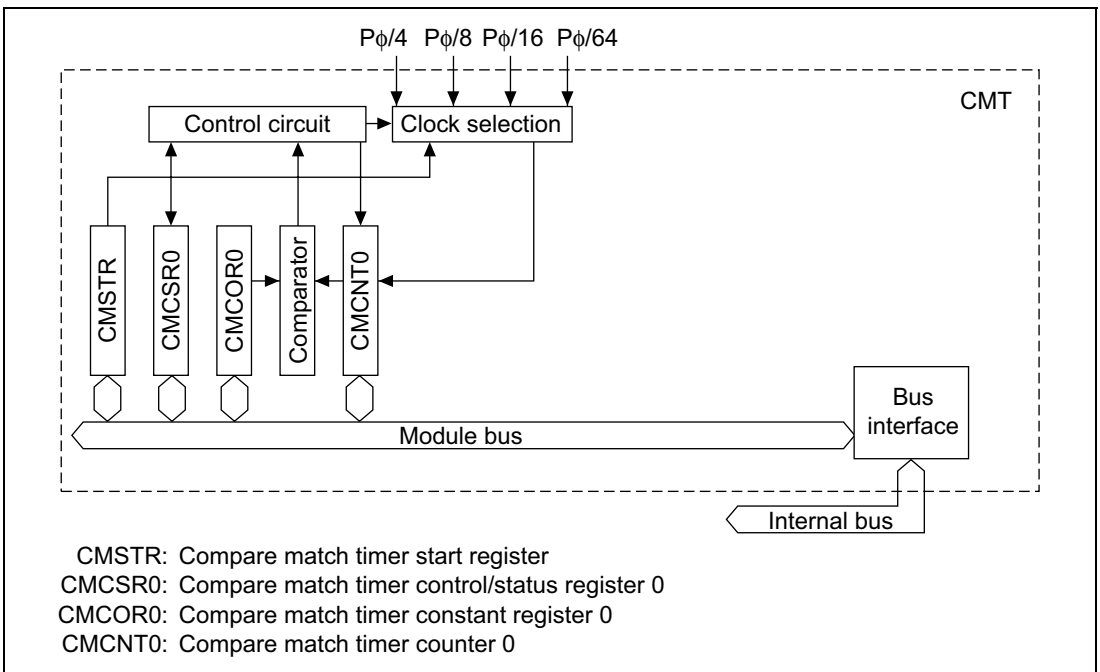 Pϕ/4 Pϕ/8 Pϕ/16 Pϕ/64
CMT
Control circuit
Clock selection
CMSTR
CMCSR0
CMCOR0
Comparator
CMCNT0
Bus
interface
Module bus
Internal bus
CMSTR: Compare match timer start register
CMCSR0: Compare match timer control/status register 0
CMCOR0: Compare match timer constant register 0
CMCNT0: Compare match timer counter 0